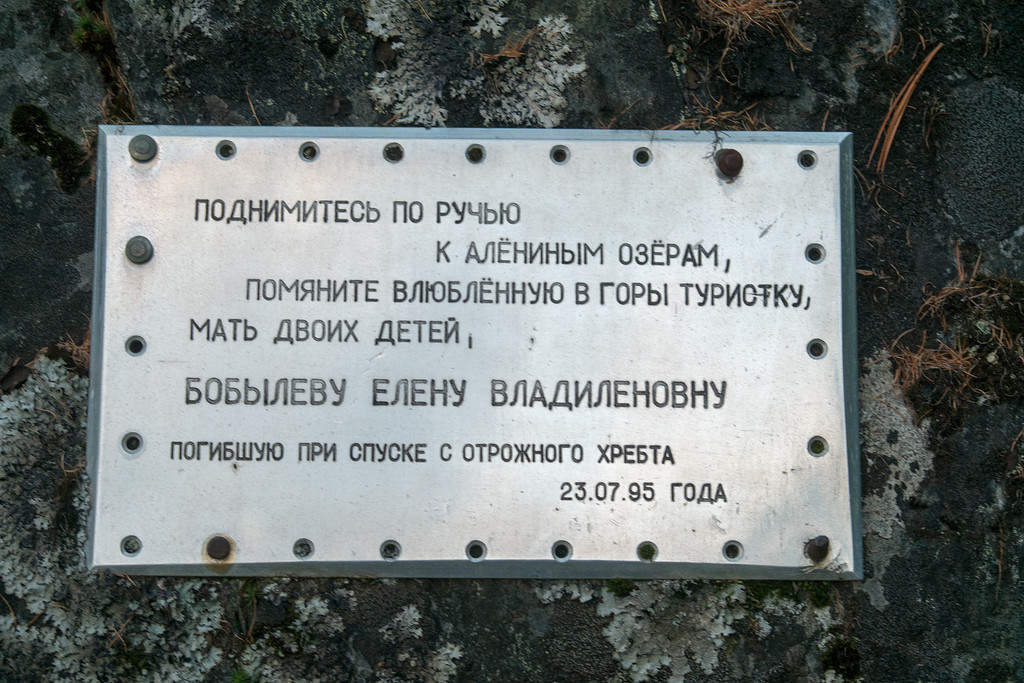 ПОДНИМИТЕСЬ ПО РУЧЬЮ
К АЛЁНИНЫМ ОЗЁРАМ,
ПОМЯНИТЕ ВЛЮБЛЁННУЮ В ГОРЫ ТУРИСТКУ,
МАТЬ ДВОИХ ДЕТЕЙ,
БОБЫЛЕВУ ЕЛЕНУ ВЛАДИЛЕНОВНУ
ПОГИБШУЮ ПРИ СПУСКЕ С ОТРОЖНОГО ХРЕБТА
23.07.95 ГОДА